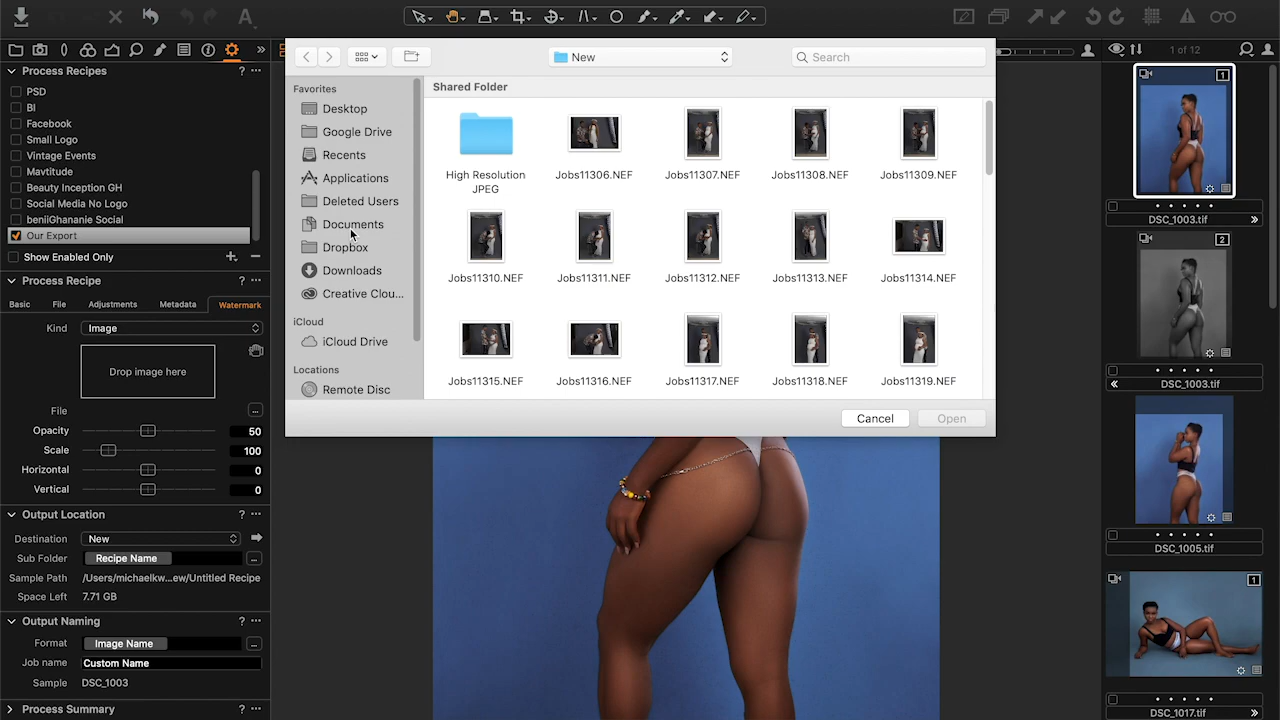 1 of 12
Process Recipes ? ...
PSD
BI
Facebook
Small Logo
Vintage Events
Mavtitude
Beauty Inception GH
Social Media No Logo
beniiGhananie Social
Our Export
Show Enabled Only
Process Recipe ? ...
Basic File Adjustments Metadata Watermark
Kind Image
Drop image here
File ...
Opacity 50
Scale 100
Horizontal 0
Vertical 0
Output Location ? ...
Destination New
Sub Folder Recipe Name ...
Sample Path /Users/michaelkw...ew/Untitled Recipe
Space Left 7.71 GB
Output Naming ? ...
Format Image Name ...
Job name Custom Name
Sample DSC_1003
Process Summary ? ...
New
Search
Favorites
Desktop
Google Drive
Recents
Applications
Deleted Users
Documents
Dropbox
Downloads
Creative Clou...
iCloud
iCloud Drive
Locations
Remote Disc
Shared Folder
High Resolution
JPEG
Jobs11306.NEF
Jobs11307.NEF
Jobs11308.NEF
Jobs11309.NEF
Jobs11310.NEF
Jobs11311.NEF
Jobs11312.NEF
Jobs11313.NEF
Jobs11314.NEF
Jobs11315.NEF
Jobs11316.NEF
Jobs11317.NEF
Jobs11318.NEF
Jobs11319.NEF
Cancel Open
1
DSC_1003.tif
2
DSC_1003.tif
DSC_1005.tif
1
DSC_1017.tif